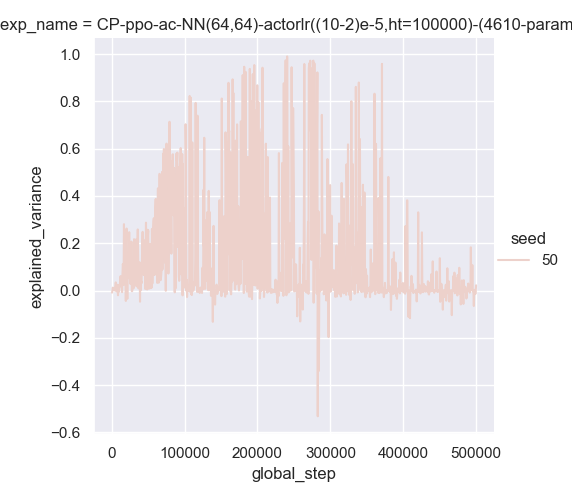 exp_name = CP-ppo-ac-NN(64,64)-actorlr((10-2)e-5,ht=100000)-(4610-param
1.0
0.8
0.6
0.4
0.2
0.0
−0.2
−0.4
−0.6
explained_variance
0 100000 200000 300000 400000 500000
global_step
seed
50